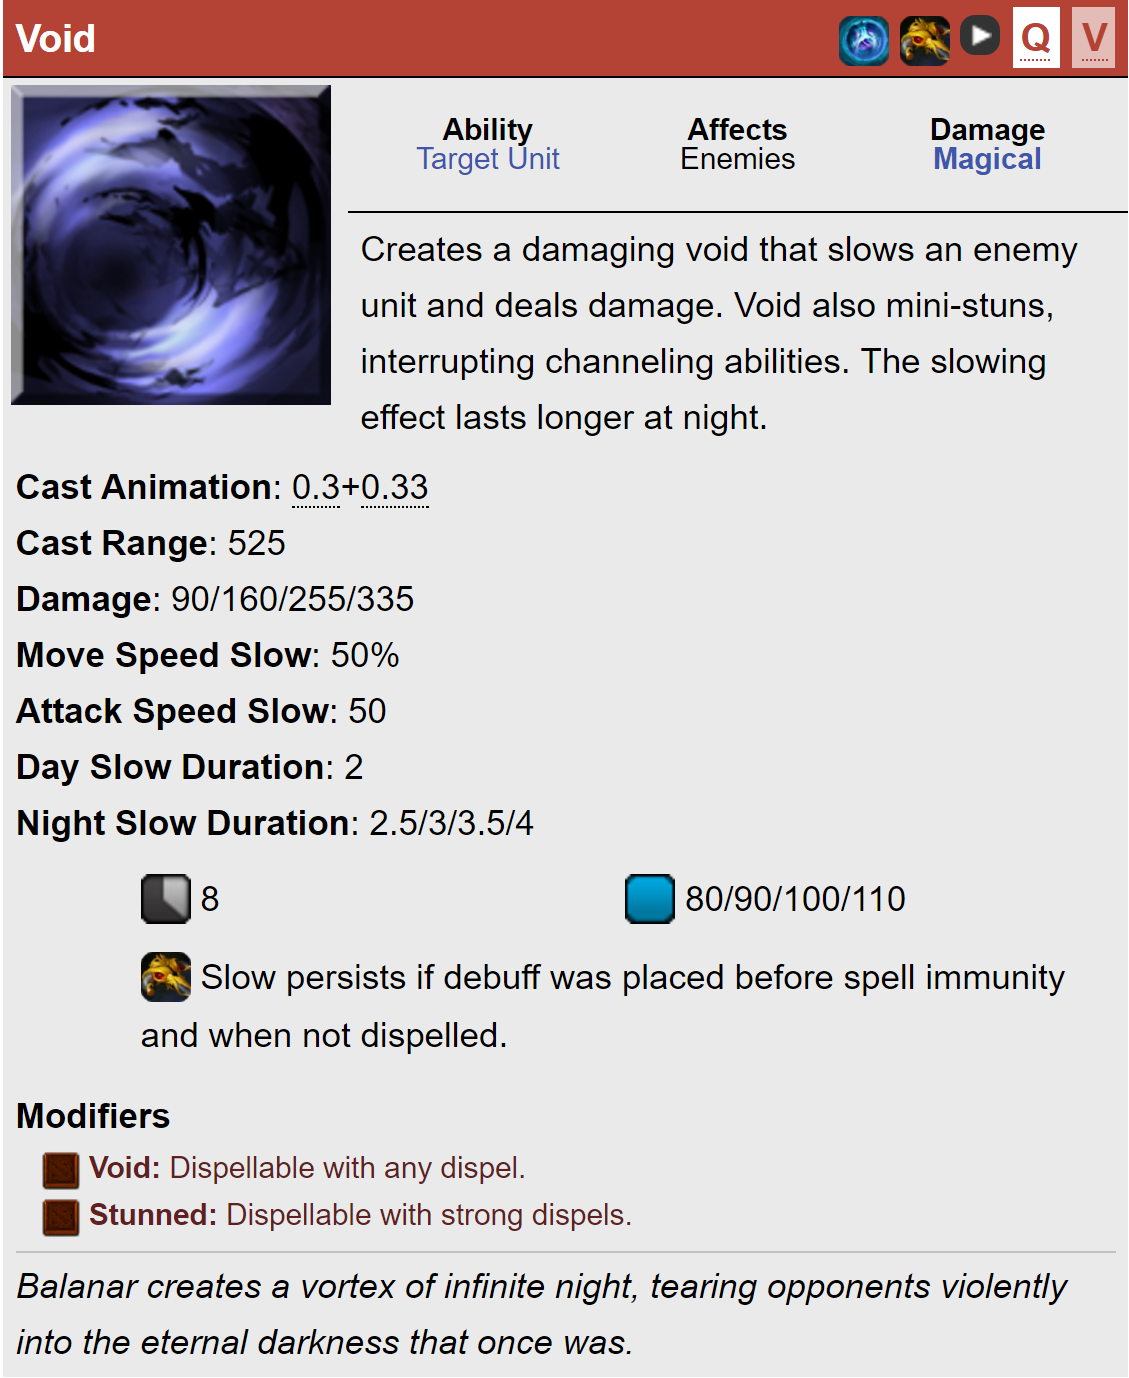 Void Q V
Ability Affects Damage
Target Unit Enemies Magical
Creates a damaging void that slows an enemy
unit and deals damage. Void also mini-stuns,
interrupting channeling abilities. The slowing
effect lasts longer at night.
Cast Animation: 0.3+0.33
Cast Range: 525
Damage: 90/160/255/335
Move Speed Slow: 50%
Attack Speed Slow: 50
Day Slow Duration: 2
Night Slow Duration: 2.5/3/3.5/4
8 80/90/100/110
Slow persists if debuff was placed before spell immunity
and when not dispelled.
Modifiers
Void: Dispellable with any dispel.
Stunned: Dispellable with strong dispels.
Balanar creates a vortex of infinite night, tearing opponents violently
into the eternal darkness that once was.